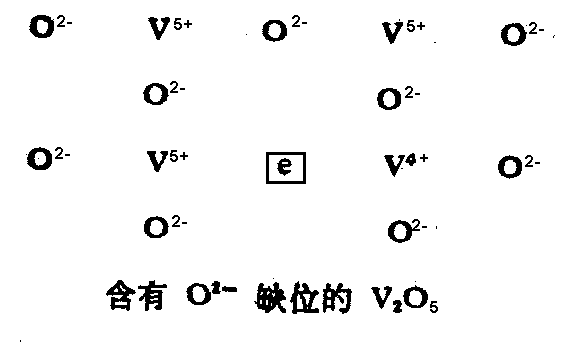 O²⁻ V⁵⁺ O²⁻ V⁵⁺ O²⁻
O²⁻ O²⁻
O²⁻ V⁵⁺ e V⁴⁺ O²⁻
O²⁻ O²⁻
含有 O²⁻ 缺位的 V₂O₅